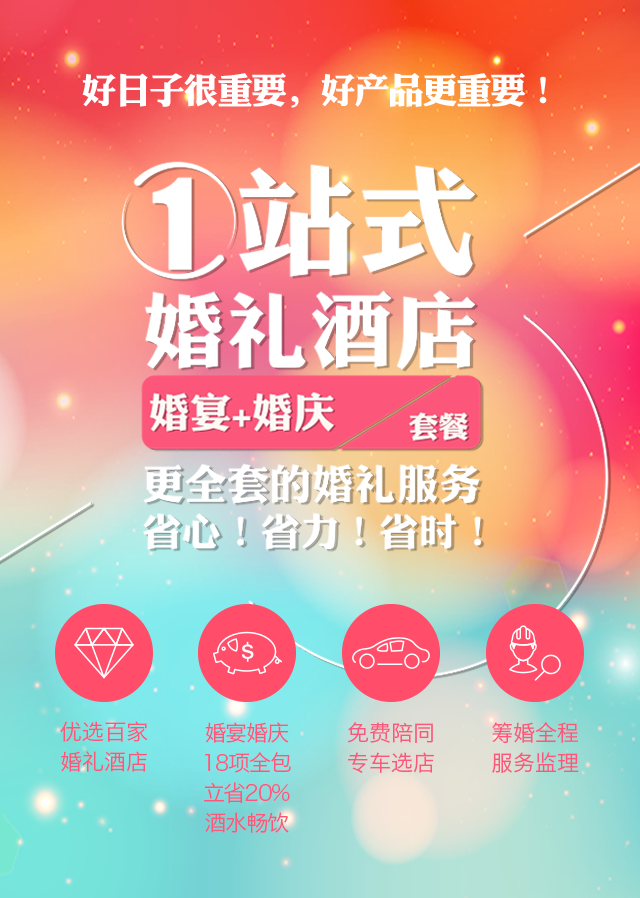 好日子很重要，好产品更重要！
1站式
婚礼酒店
婚宴+婚庆 套餐
更全套的婚礼服务
省心！省力！省时！
优选百家
婚礼酒店
婚宴婚庆
18项全包
立省20%
酒水畅饮
免费陪同
专车选店
筹婚全程
服务监理